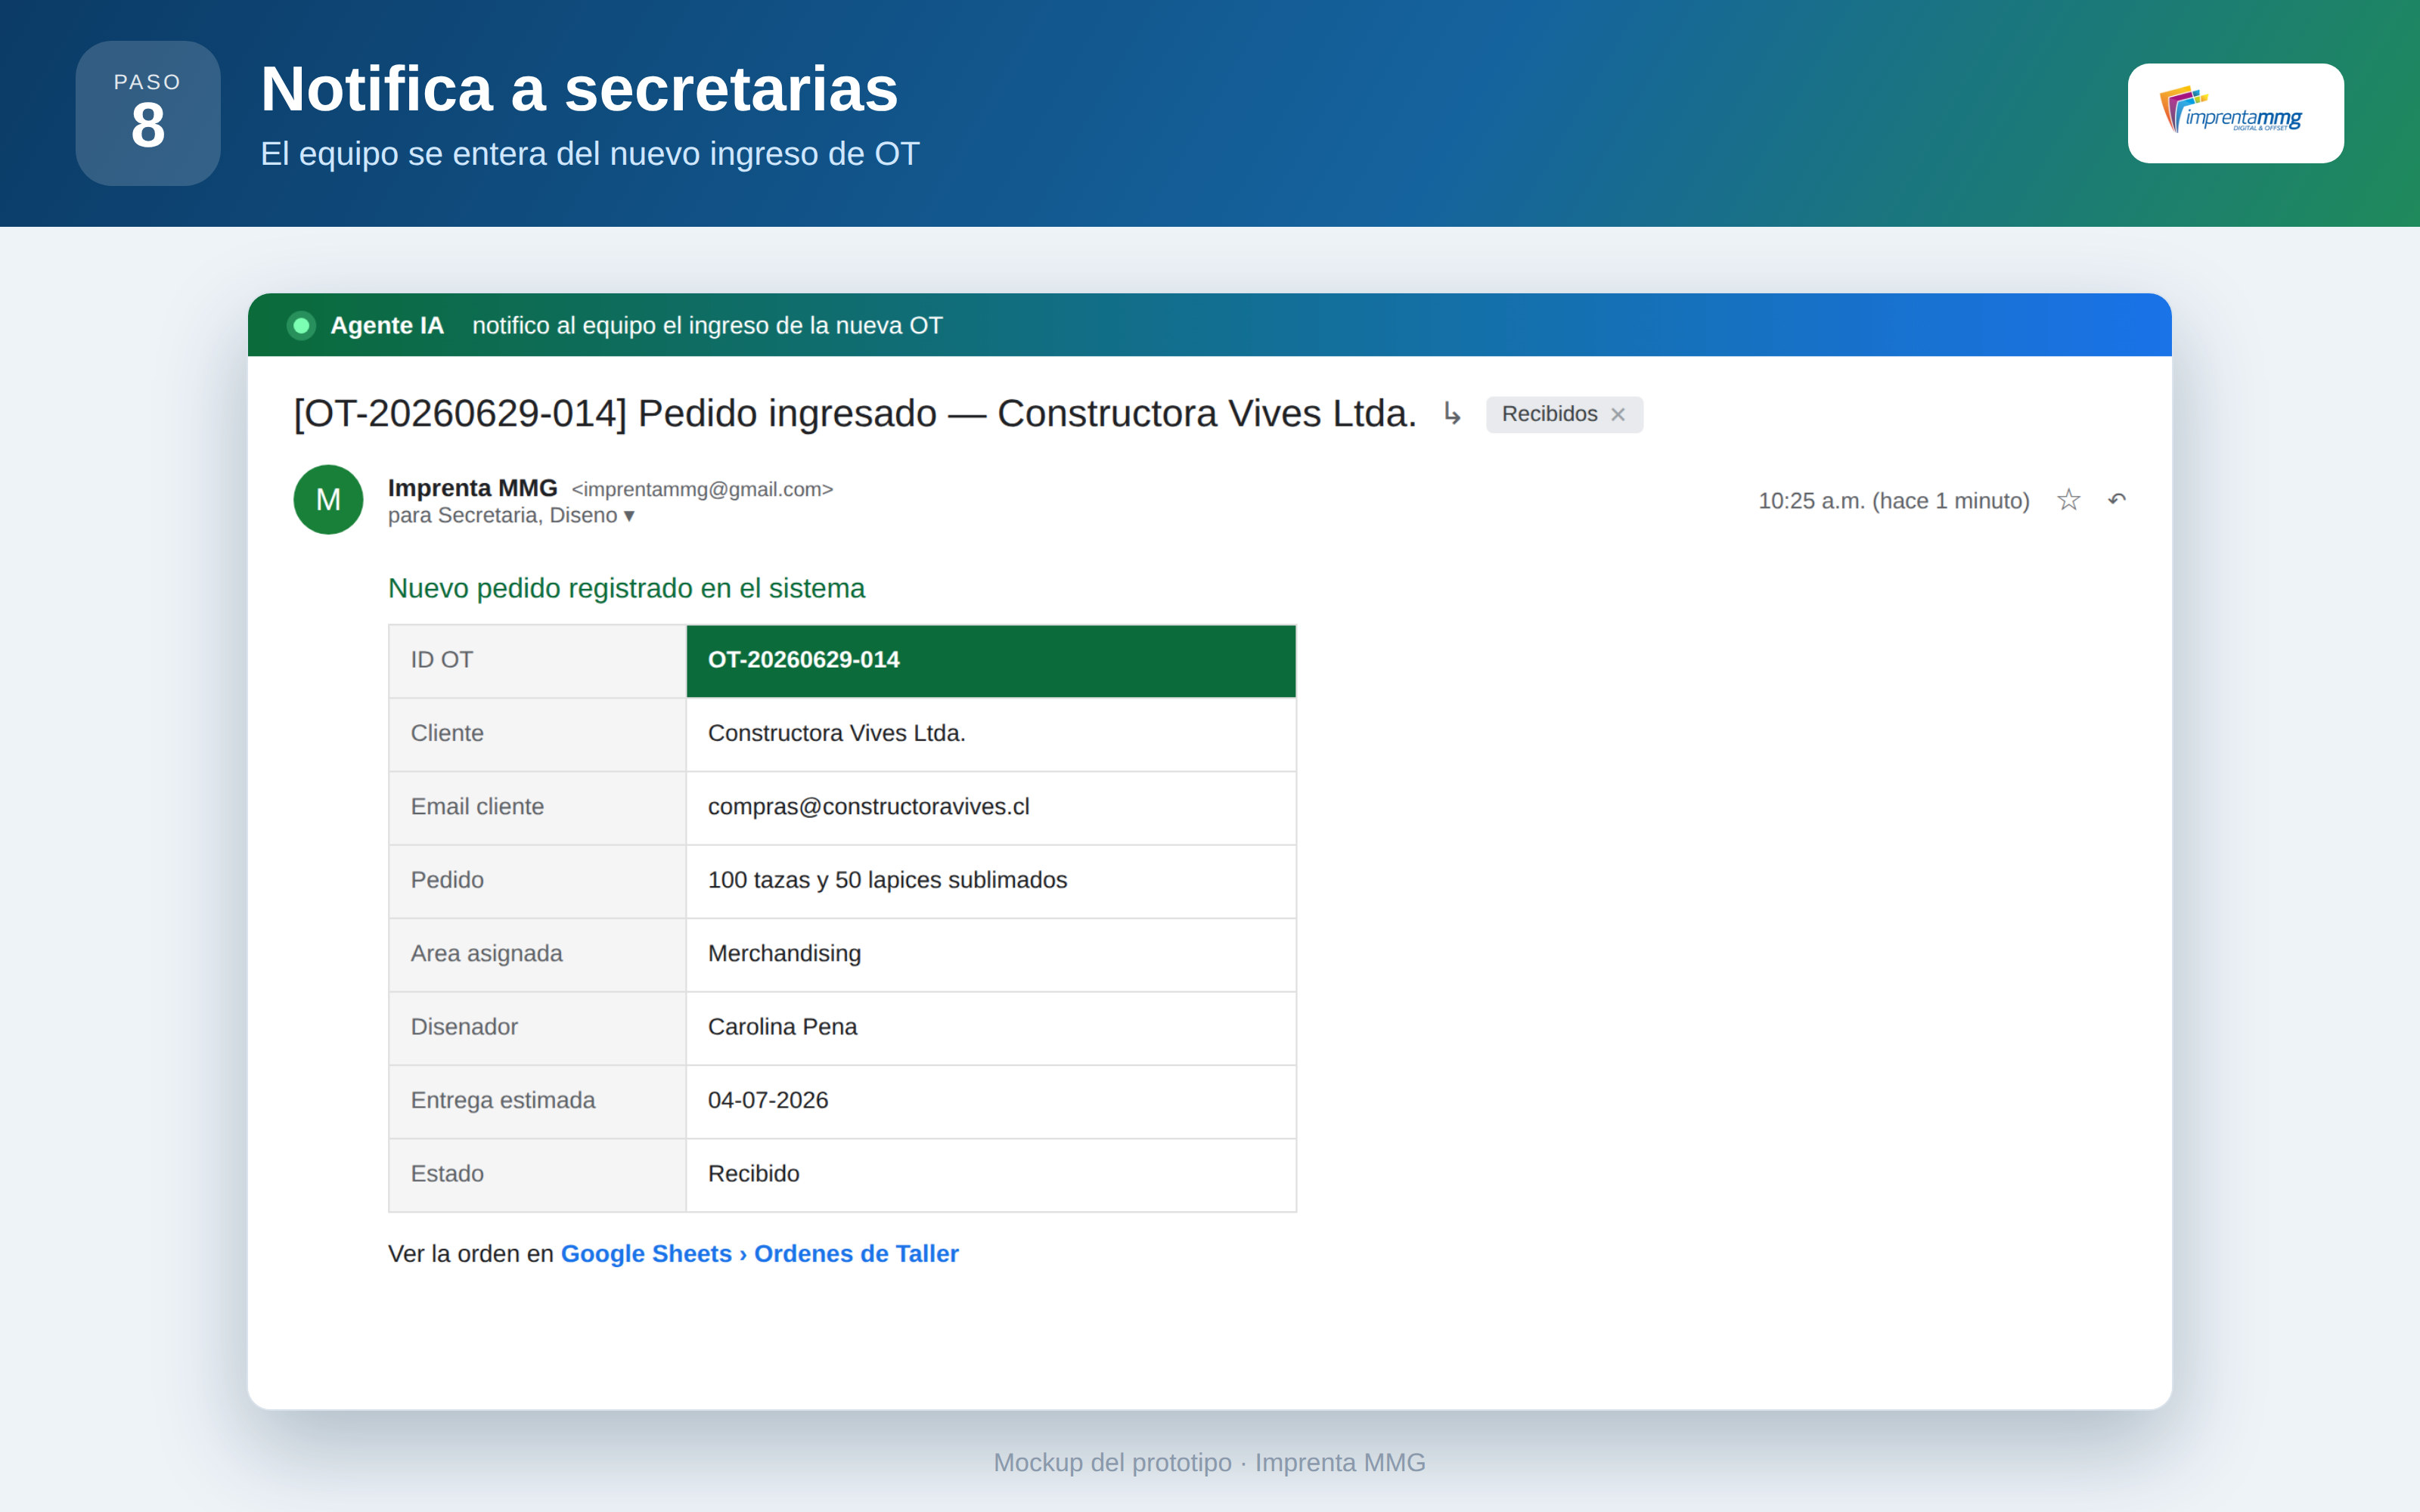 PASO
8
Notifica a secretarias
El equipo se entera del nuevo ingreso de OT
imprentammg
DIGITAL & OFFSET
Agente IA notifico al equipo el ingreso de la nueva OT
[OT-20260629-014] Pedido ingresado — Constructora Vives Ltda. ↳ Recibidos ✕
M
Imprenta MMG <imprentammg@gmail.com>
para Secretaria, Diseno ▾
10:25 a.m. (hace 1 minuto) ☆ ↶
Nuevo pedido registrado en el sistema
ID OT OT-20260629-014
Cliente Constructora Vives Ltda.
Email cliente compras@constructoravives.cl
Pedido 100 tazas y 50 lapices sublimados
Area asignada Merchandising
Disenador Carolina Pena
Entrega estimada 04-07-2026
Estado Recibido
Ver la orden en Google Sheets › Ordenes de Taller
Mockup del prototipo · Imprenta MMG